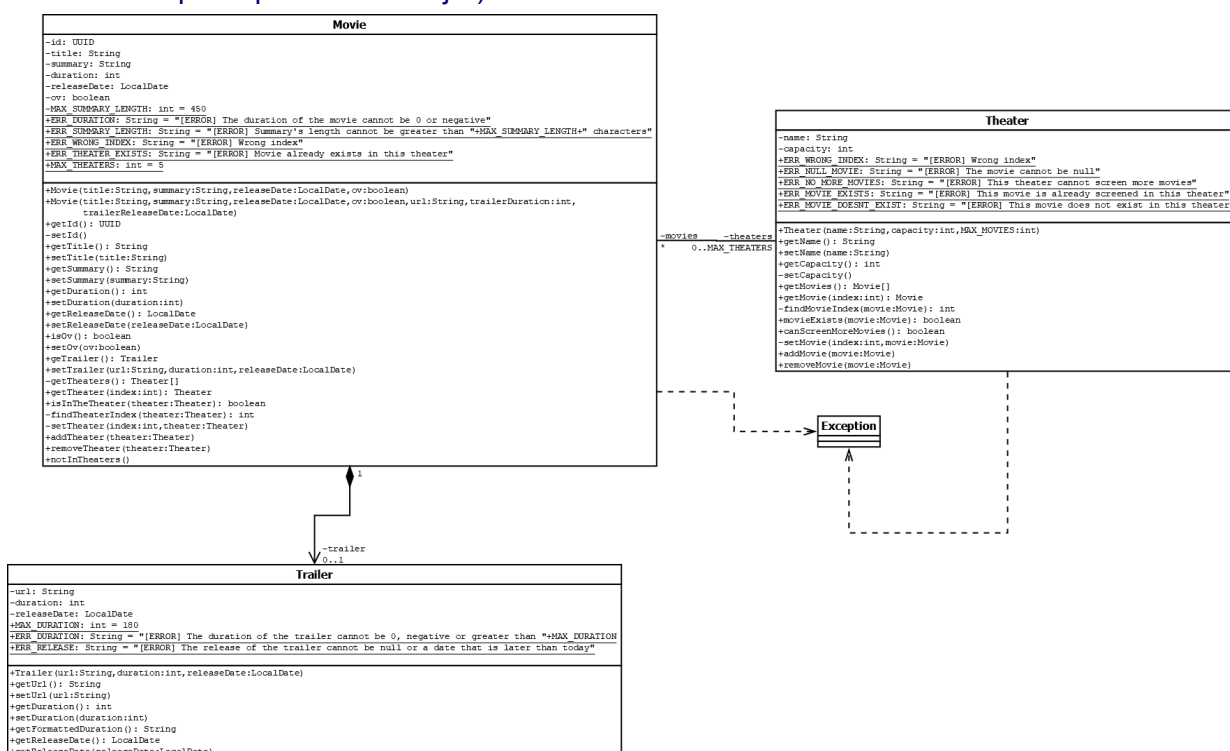 Movie
-id: UUID
-title: String
-summary: String
-duration: int
-releaseDate: LocalDate
-ov: boolean
-MAX_SUMMARY_LENGTH: int = 450
+ERR_DURATION: String = "[ERROR] The duration of the movie cannot be 0 or negative"
+ERR_SUMMARY_LENGTH: String = "[ERROR] Summary's length cannot be greater than "+MAX_SUMMARY_LENGTH+" characters"
+ERR_WRONG_INDEX: String = "[ERROR] Wrong index"
+ERR_THEATER_EXISTS: String = "[ERROR] Movie already exists in this theater"
+MAX_THEATERS: int = 5
+Movie(title:String,summary:String,releaseDate:LocalDate,ov:boolean)
+Movie(title:String,summary:String,releaseDate:LocalDate,ov:boolean,url:String,trailerDuration:int,
trailerReleaseDate:LocalDate)
+getId(): UUID
-setId()
+getTitle(): String
+setTitle(title:String)
+getSummary(): String
+setSummary(summary:String)
+getDuration(): int
+setDuration(duration:int)
+getReleaseDate(): LocalDate
+setReleaseDate(releaseDate:LocalDate)
+isOv(): boolean
+setOv(ov:boolean)
+geTrailer(): Trailer
+setTrailer(url:String,duration:int,releaseDate:LocalDate)
-getTheaters(): Theater[]
+getTheater(index:int): Theater
+isInTheTheater(theater:Theater): boolean
-findTheaterIndex(theater:Theater): int
-setTheater(index:int,theater:Theater)
+addTheater(theater:Theater)
+removeTheater(theater:Theater)
+notInTheaters()
-movies -theaters
* 0..MAX_THEATERS
Theater
-name: String
-capacity: int
+ERR_WRONG_INDEX: String = "[ERROR] Wrong index"
+ERR_NULL_MOVIE: String = "[ERROR] The movie cannot be null"
+ERR_NO_MORE_MOVIES: String = "[ERROR] This theater cannot screen more movies"
+ERR_MOVIE_EXISTS: String = "[ERROR] This movie is already screened in this theater"
+ERR_MOVIE_DOESNT_EXIST: String = "[ERROR] This movie does not exist in this theater
+Theater(name:String,capacity:int,MAX_MOVIES:int)
+getName(): String
+setName(name:String)
+getCapacity(): int
-setCapacity()
+getMovies(): Movie[]
+getMovie(index:int): Movie
-findMovieIndex(movie:Movie): int
+movieExists(movie:Movie): boolean
+canScreenMoreMovies(): boolean
-setMovie(index:int,movie:Movie)
+addMovie(movie:Movie)
+removeMovie(movie:Movie)
Exception
1
-trailer
0..1
Trailer
-url: String
-duration: int
-releaseDate: LocalDate
+MAX_DURATION: int = 180
+ERR_DURATION: String = "[ERROR] The duration of the trailer cannot be 0, negative or greater than "+MAX_DURATION
+ERR_RELEASE: String = "[ERROR] The release of the trailer cannot be null or a date that is later than today"
+Trailer(url:String,duration:int,releaseDate:LocalDate)
+getUrl(): String
+setUrl(url:String)
+getDuration(): int
+setDuration(duration:int)
+getFormattedDuration(): String
+getReleaseDate(): LocalDate